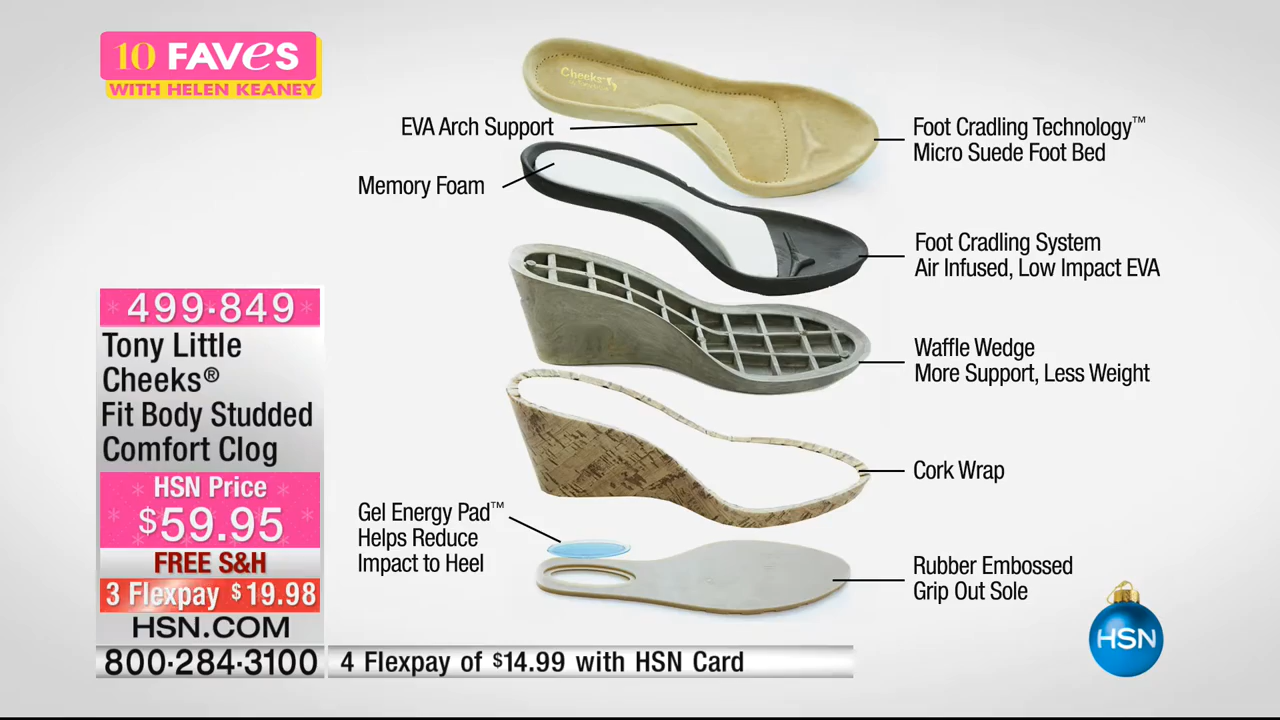 10 FAVeS
WITH HELEN KEANEY
EVA Arch Support
Memory Foam
Cheeks
Foot Cradling Technology™
Micro Suede Foot Bed
Foot Cradling System
Air Infused, Low Impact EVA
Waffle Wedge
More Support, Less Weight
Cork Wrap
Gel Energy Pad™
Helps Reduce
Impact to Heel
Rubber Embossed
Grip Out Sole
499·849
Tony Little
Cheeks®
Fit Body Studded
Comfort Clog
HSN Price
$59.95
FREE S&H
3 Flexpay $19.98
HSN.COM
800·284·3100
4 Flexpay of $14.99 with HSN Card
HSN